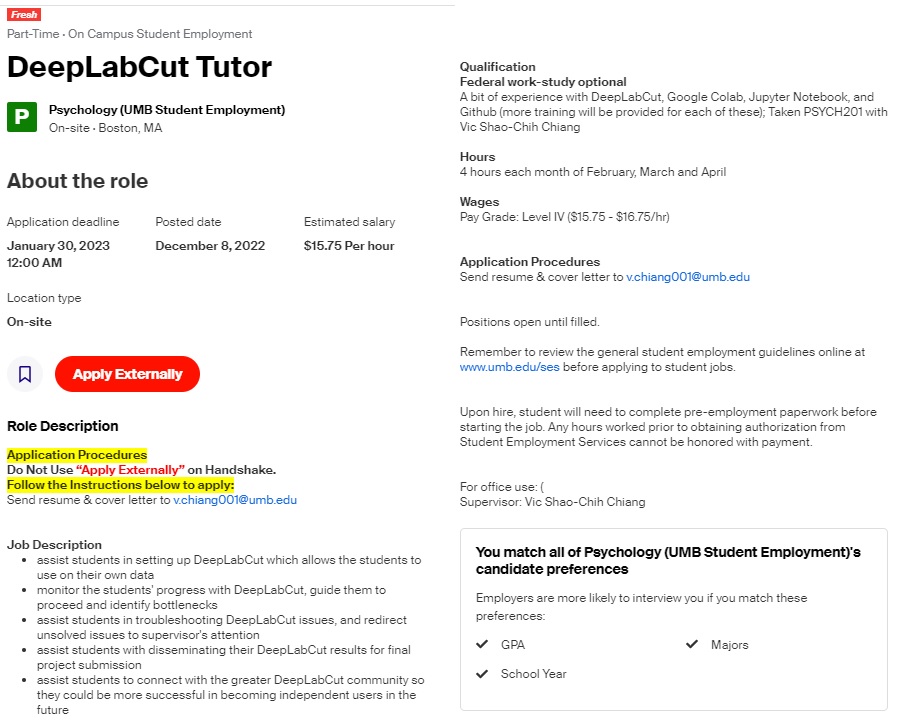 Fresh
Part-Time · On Campus Student Employment
DeepLabCut Tutor
P
Psychology (UMB Student Employment)
On-site · Boston, MA
About the role
Application deadline
January 30, 2023
12:00 AM
Posted date
December 8, 2022
Estimated salary
$15.75 Per hour
Location type
On-site
Apply Externally
Role Description
Application Procedures
Do Not Use “Apply Externally” on Handshake.
Follow the Instructions below to apply:
Send resume & cover letter to v.chiang001@umb.edu
Job Description
• assist students in setting up DeepLabCut which allows the students to
use on their own data
• monitor the students’ progress with DeepLabCut, guide them to
proceed and identify bottlenecks
• assist students in troubleshooting DeepLabCut issues, and redirect
unsolved issues to supervisor’s attention
• assist students with disseminating their DeepLabCut results for final
project submission
• assist students to connect with the greater DeepLabCut community so
they could be more successful in becoming independent users in the
future
Qualification
Federal work-study optional
A bit of experience with DeepLabCut, Google Colab, Jupyter Notebook, and
Github (more training will be provided for each of these); Taken PSYCH201 with
Vic Shao-Chih Chiang
Hours
4 hours each month of February, March and April
Wages
Pay Grade: Level IV ($15.75 - $16.75/hr)
Application Procedures
Send resume & cover letter to v.chiang001@umb.edu
Positions open until filled.
Remember to review the general student employment guidelines online at
www.umb.edu/ses before applying to student jobs.
Upon hire, student will need to complete pre-employment paperwork before
starting the job. Any hours worked prior to obtaining authorization from
Student Employment Services cannot be honored with payment.
For office use: (
Supervisor: Vic Shao-Chih Chiang
You match all of Psychology (UMB Student Employment)'s
candidate preferences
Employers are more likely to interview you if you match these
preferences:
GPA
Majors
School Year